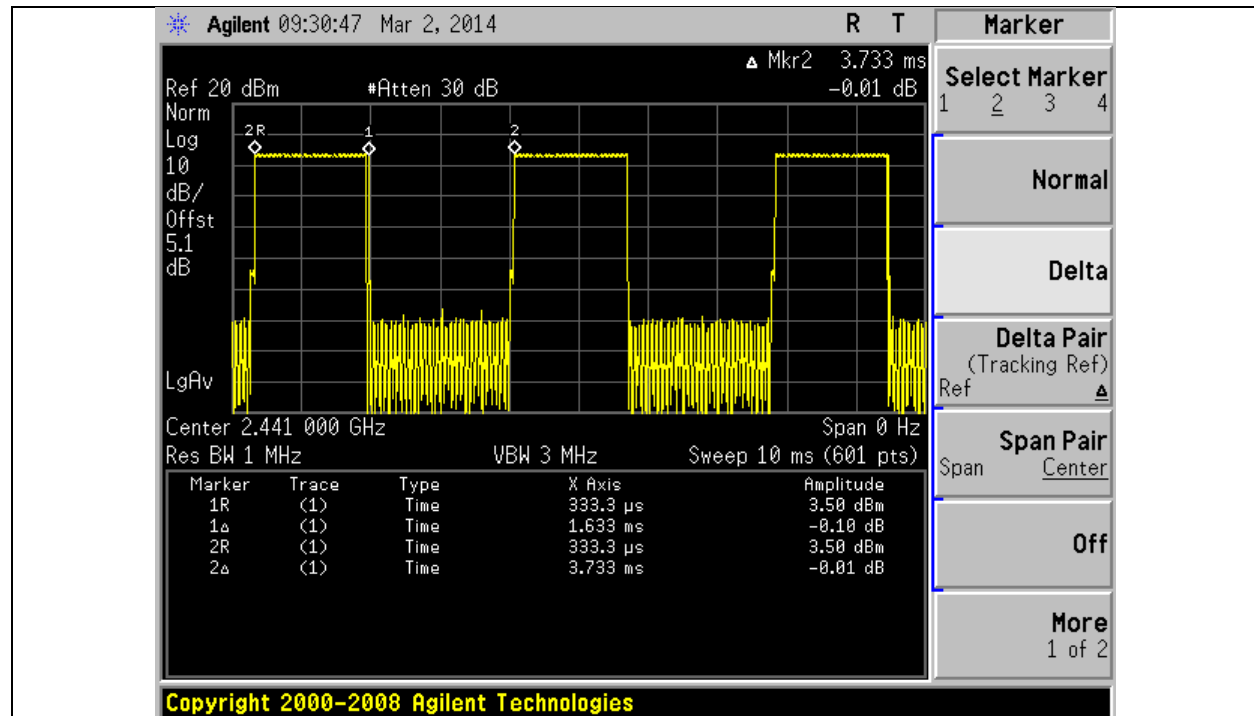 Agilent 09:30:47 Mar 2, 2014 R T
Δ Mkr2 3.733 ms
Ref 20 dBm #Atten 30 dB -0.01 dB
Norm
Log
10
dB/
Offst
5.1
dB
LgAv
2R 1 2
Center 2.441 000 GHz Span 0 Hz
Res BW 1 MHz VBW 3 MHz Sweep 10 ms (601 pts)
Marker Trace Type X Axis Amplitude
1R (1) Time 333.3 µs 3.50 dBm
1Δ (1) Time 1.633 ms -0.10 dB
2R (1) Time 333.3 µs 3.50 dBm
2Δ (1) Time 3.733 ms -0.01 dB
Copyright 2000-2008 Agilent Technologies
Marker
Select Marker
1 2 3 4
Normal
Delta
Delta Pair
(Tracking Ref)
Ref Δ
Span Pair
Span Center
Off
More
1 of 2